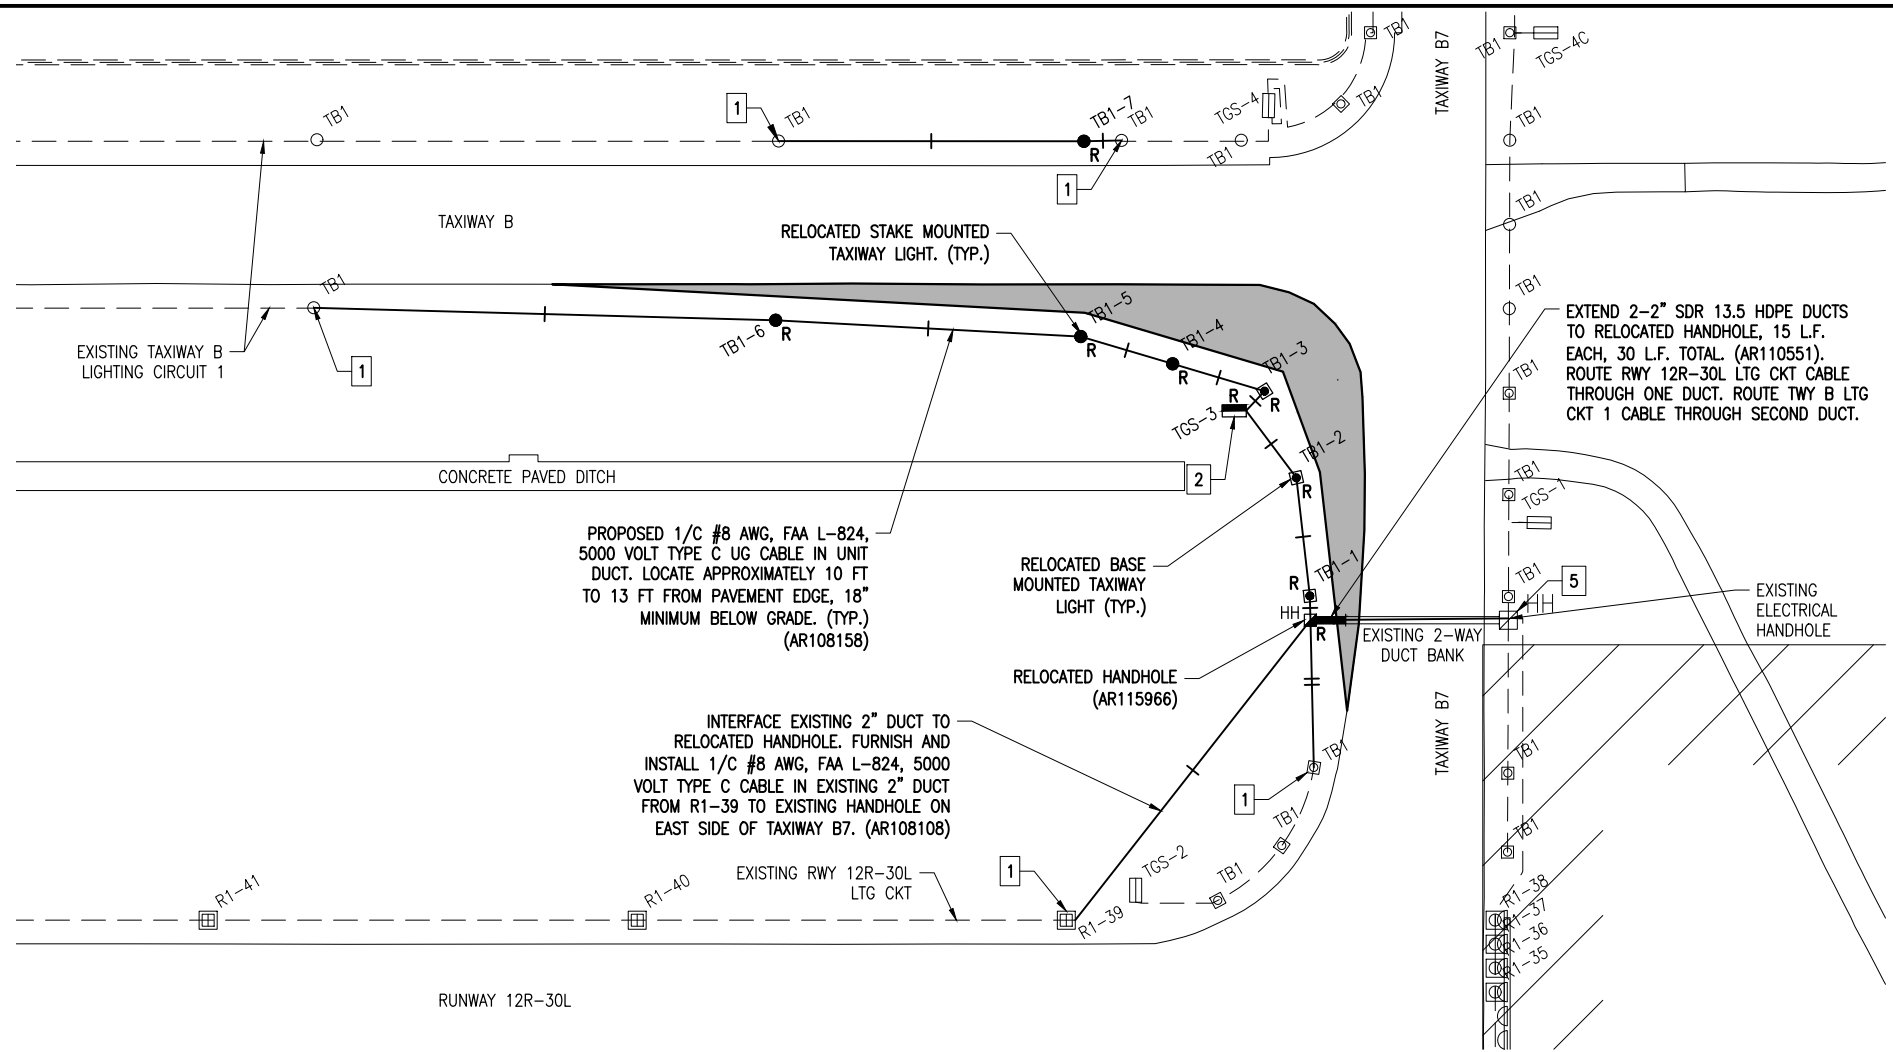 TB1
TAXIWAY B7
TB1
TGS-4C
1
TB1
TB1
TB1-7
TB1
TGS-4
TB1
TB1
TB1
R
1
TAXIWAY B
RELOCATED STAKE MOUNTED
TAXIWAY LIGHT. (TYP.)
TB1
TB1
TB1
EXISTING TAXIWAY B
LIGHTING CIRCUIT 1
1
TB1-6
R
TB1-5
R
TB1-4
R
TB1-3
R
R
TGS-3
2
EXTEND 2-2" SDR 13.5 HDPE DUCTS
TO RELOCATED HANDHOLE, 15 L.F.
EACH, 30 L.F. TOTAL. (AR110551).
ROUTE RWY 12R-30L LTG CKT CABLE
THROUGH ONE DUCT. ROUTE TWY B LTG
CKT 1 CABLE THROUGH SECOND DUCT.
TB1
CONCRETE PAVED DITCH
TB1-2
R
TB1
TGS-1
PROPOSED 1/C #8 AWG, FAA L-824,
5000 VOLT TYPE C UG CABLE IN UNIT
DUCT. LOCATE APPROXIMATELY 10 FT
TO 13 FT FROM PAVEMENT EDGE, 18"
MINIMUM BELOW GRADE. (TYP.)
(AR108158)
RELOCATED BASE
MOUNTED TAXIWAY
LIGHT (TYP.)
TB1-1
R
HH
R
TB1
5
HH
EXISTING
ELECTRICAL
HANDHOLE
EXISTING 2-WAY
DUCT BANK
RELOCATED HANDHOLE
(AR115966)
TAXIWAY B7
INTERFACE EXISTING 2" DUCT TO
RELOCATED HANDHOLE. FURNISH AND
INSTALL 1/C #8 AWG, FAA L-824, 5000
VOLT TYPE C CABLE IN EXISTING 2" DUCT
FROM R1-39 TO EXISTING HANDHOLE ON
EAST SIDE OF TAXIWAY B7. (AR108108)
TB1
1
TB1
TB1
TB1
EXISTING RWY 12R-30L
LTG CKT
1
TGS-2
TB1
R1-41
R1-40
R1-39
R1-38
R1-37
R1-36
R1-35
RUNWAY 12R-30L